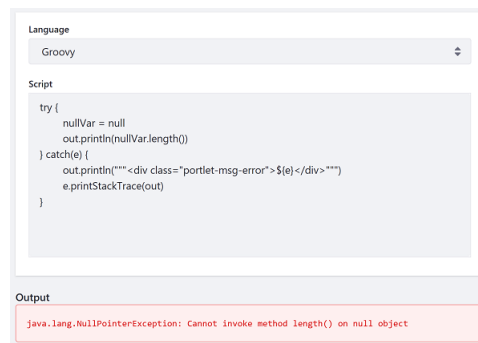 Language
Groovy
Script
try {
nullVar = null
out.println(nullVar.length())
} catch(e) {
out.println("""<div class="portlet-msg-error">${e}</div>""")
e.printStackTrace(out)
}
Output
java.lang.NullPointerException: Cannot invoke method length() on null object